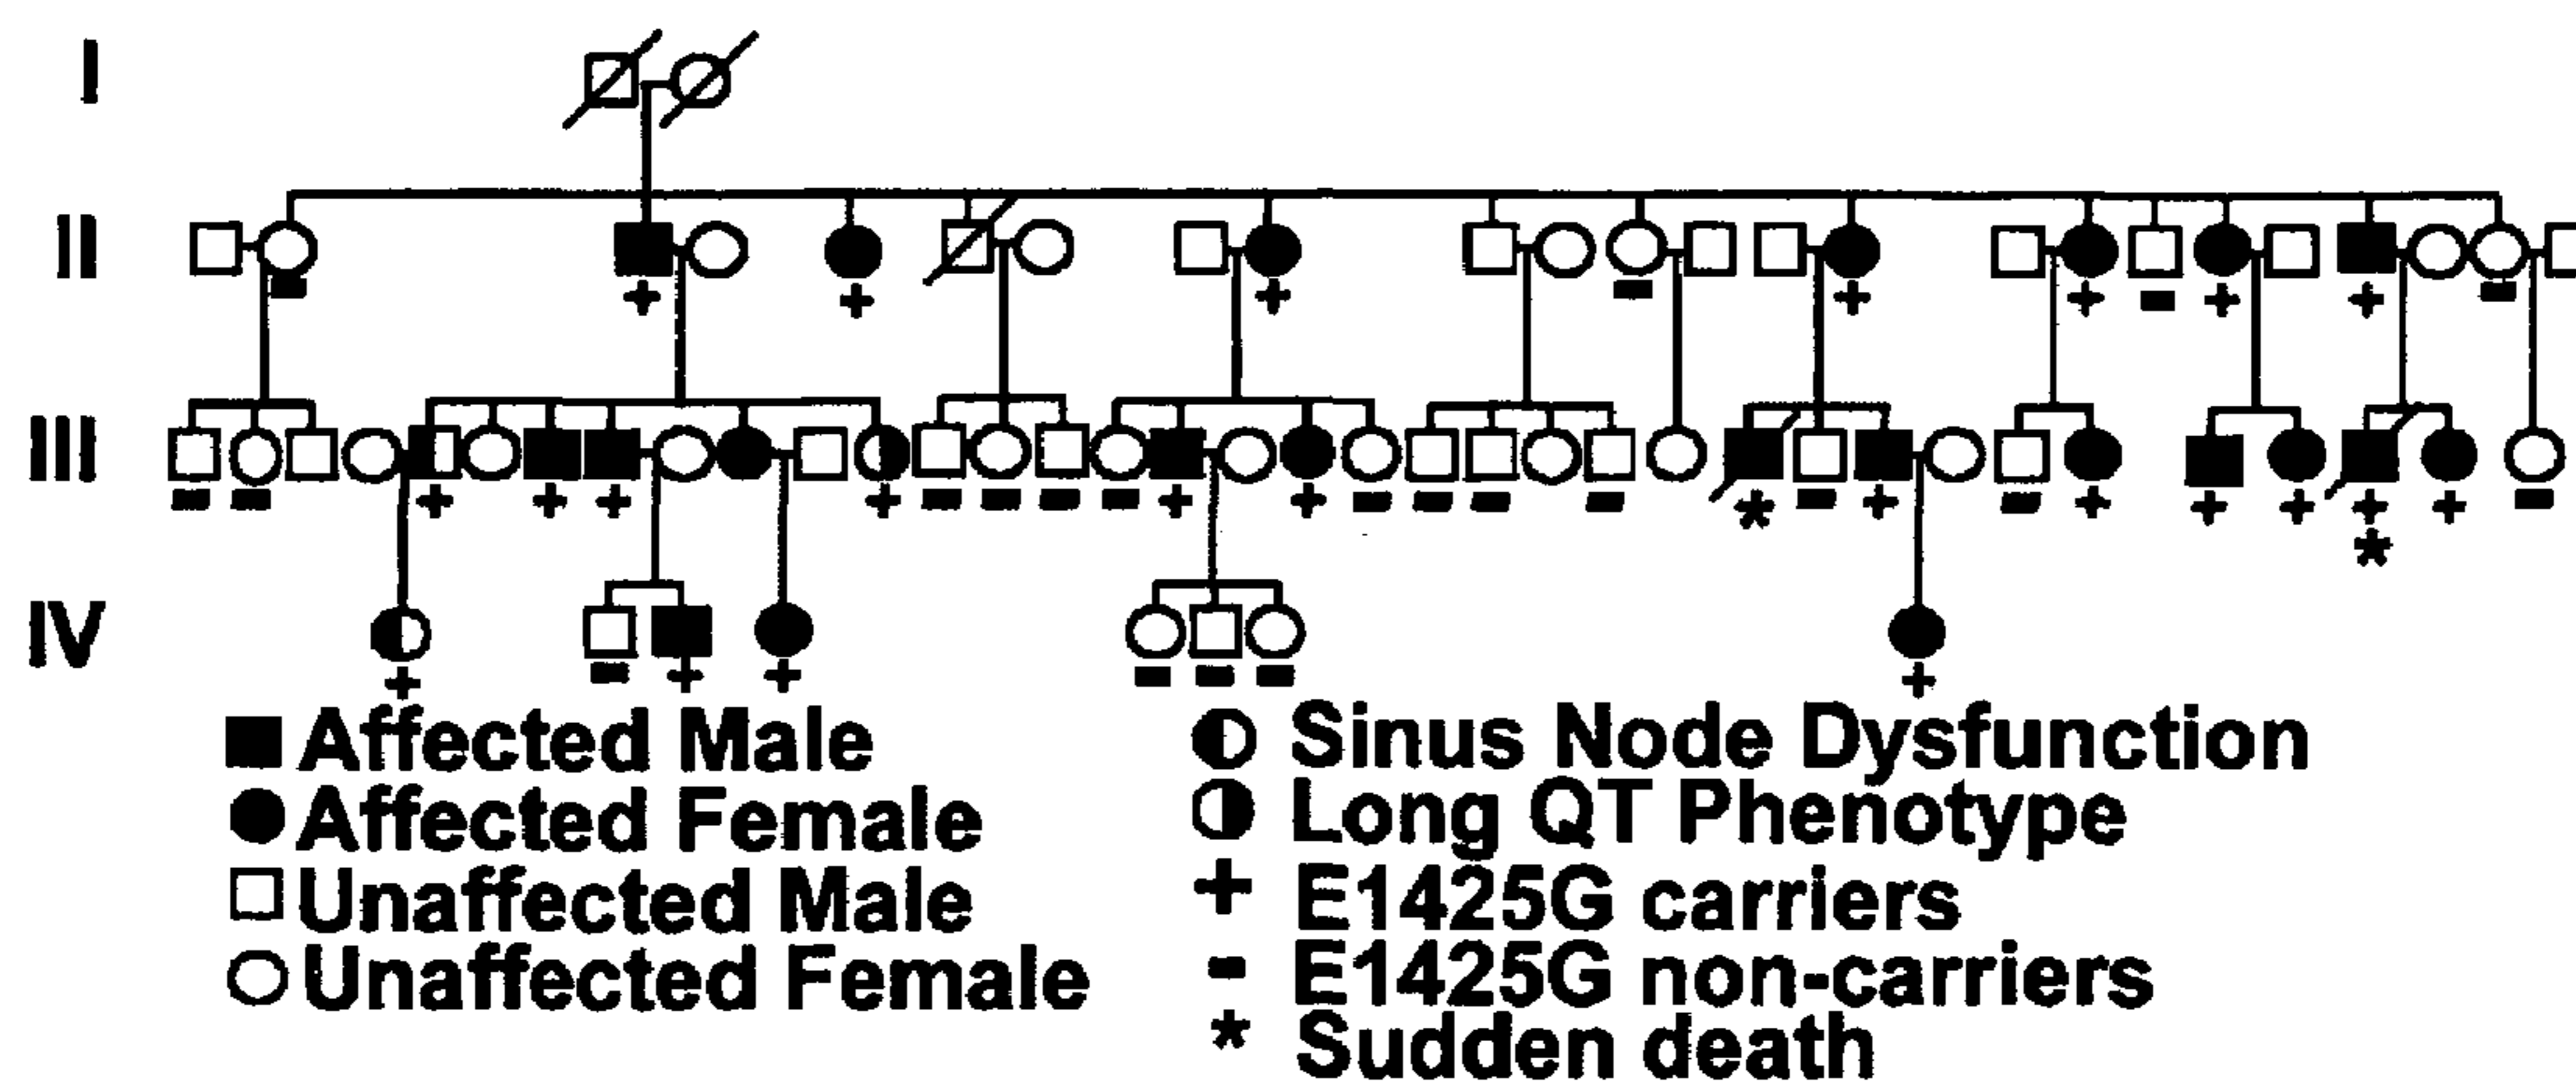 I
II
III
IV
Affected Male
Affected Female
Unaffected Male
Unaffected Female
Sinus Node Dysfunction
Long QT Phenotype
+ E1425G carriers
- E1425G non-carriers
* Sudden death